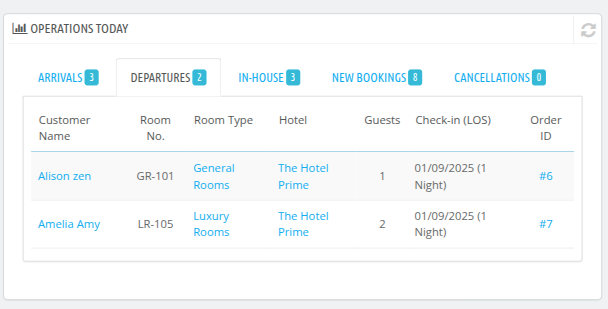 OPERATIONS TODAY
ARRIVALS 3 DEPARTURES 2 IN-HOUSE 3 NEW BOOKINGS 8 CANCELLATIONS 0
Customer Name Room No. Room Type Hotel Guests Check-in (LOS) Order ID
Alison zen GR-101 General Rooms The Hotel Prime 1 01/09/2025 (1 Night) #6
Amelia Amy LR-105 Luxury Rooms The Hotel Prime 2 01/09/2025 (1 Night) #7